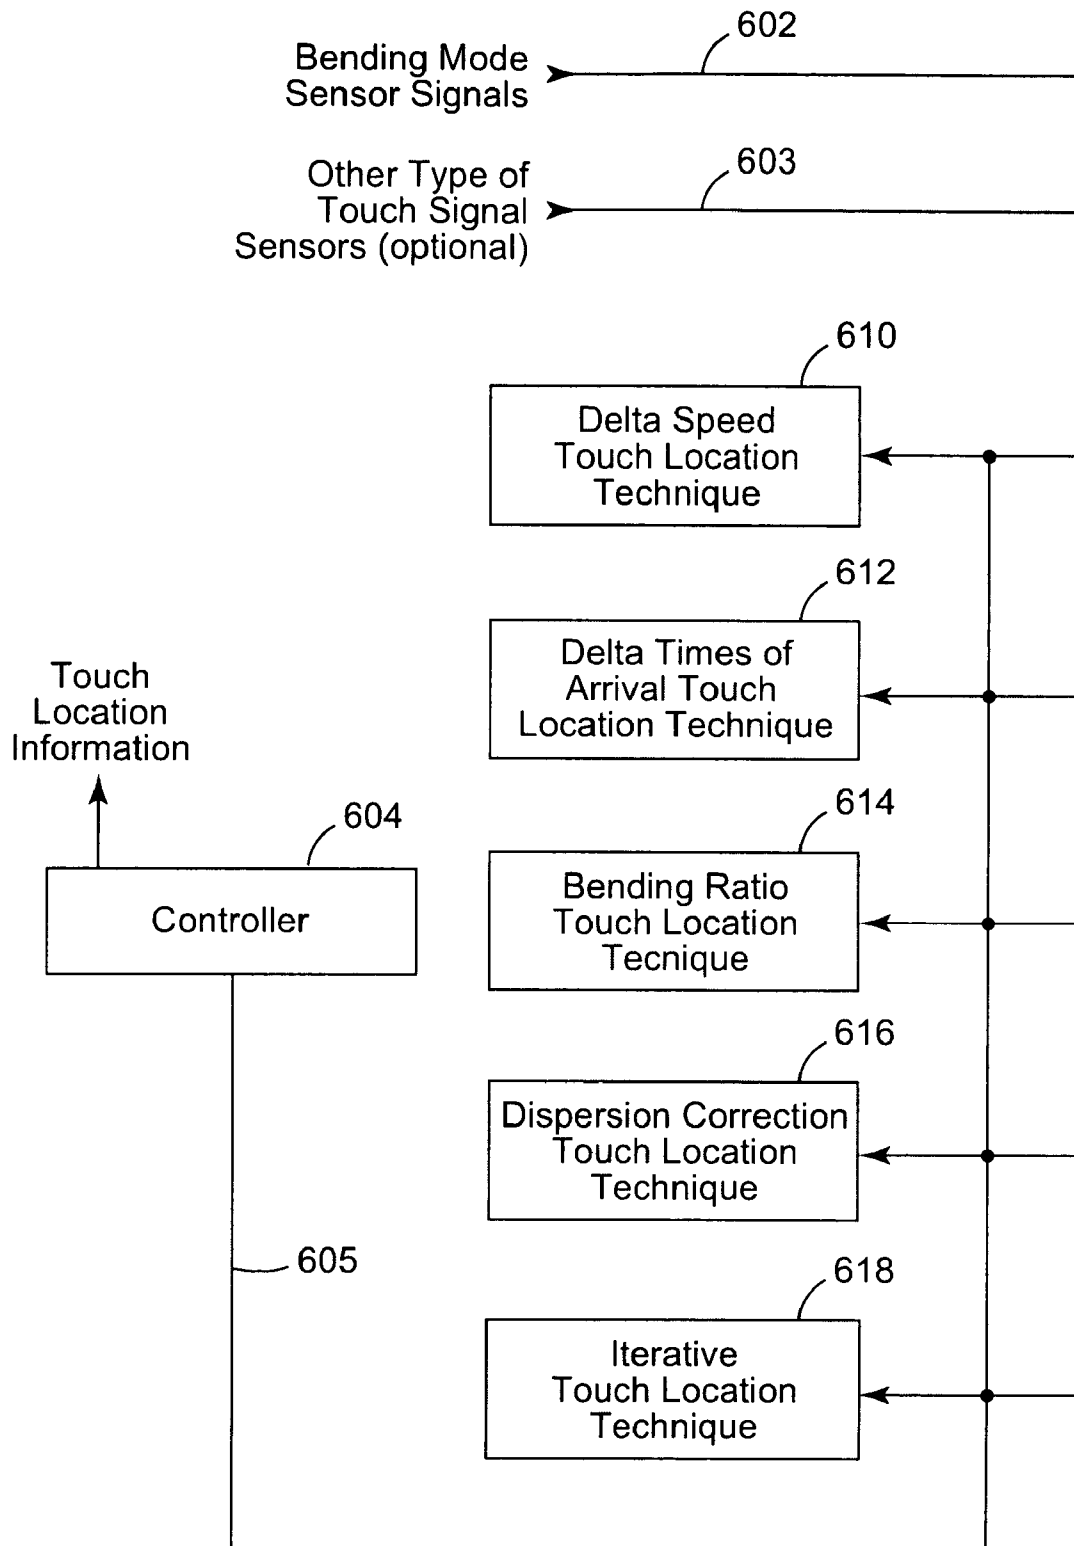 602
Bending Mode
Sensor Signals
603
Other Type of
Touch Signal
Sensors (optional)
610
Delta Speed
Touch Location
Technique
612
Delta Times of
Arrival Touch
Location Technique
Touch
Location
Information
604
Controller
614
Bending Ratio
Touch Location
Tecnique
616
Dispersion Correction
Touch Location
Technique
605
618
Iterative
Touch Location
Technique